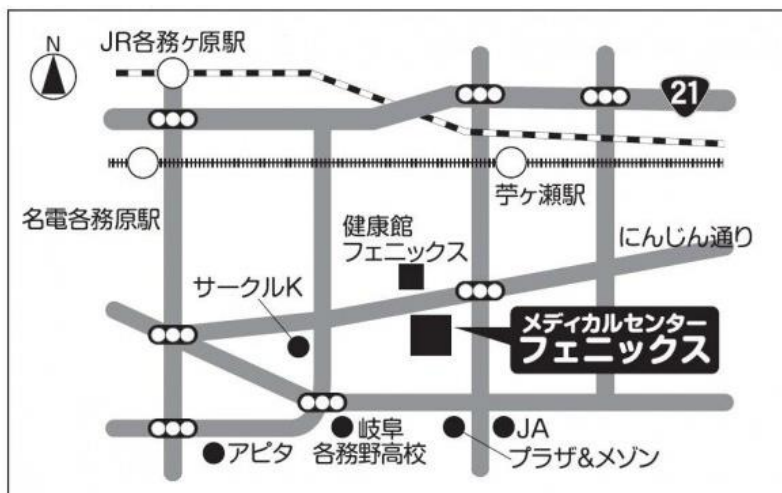 N
JR各務ヶ原駅
21
名電各務原駅
苧ヶ瀬駅
健康館
フェニックス
にんじん通り
サークルK
メディカルセンター
フェニックス
アピタ
岐阜
各務野高校
JA
プラザ&メゾン